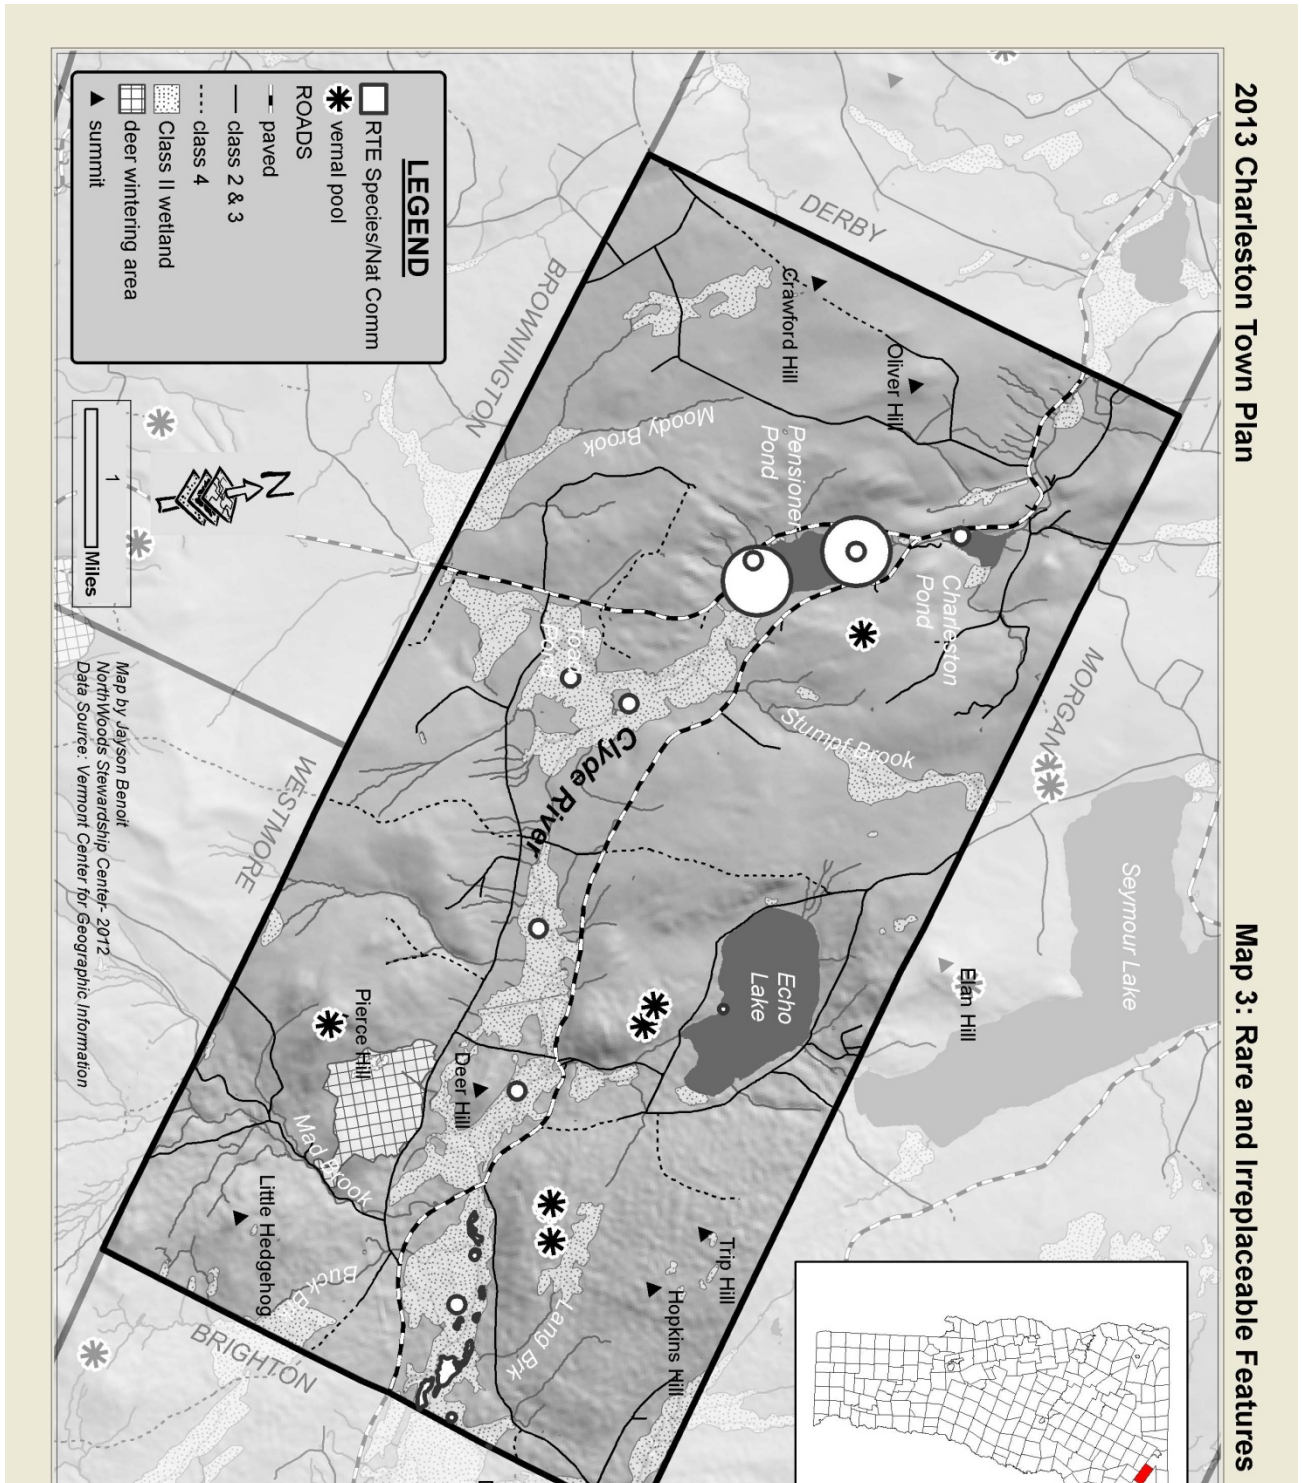 2013 Charleston Town Plan
Map 3: Rare and Irreplaceable Features
LEGEND
RTE Species/Nat Comm
vernal pool
ROADS
paved
class 2 & 3
class 4
Class II wetland
deer wintering area
summit
DERBY
BROWNINGTON
MORGAN
WESTMORE
BRIGHTON
Crawford Hill
Oliver Hill
Moody Brook
Pensioner
Pond
Charleston
Pond
Toad
Pond
Clyde River
Stumpf Brook
Seymour Lake
Elan Hill
Echo
Lake
Pierce Hill
Deer Hill
Mad Brook
Little Hedgehog
Buck Brk
Lang Brk
Trip Hill
Hopkins Hill
N
1
Miles
Map by Jayson Benoit
NorthWoods Stewardship Center- 2012
Data Source: Vermont Center for Geographic Information